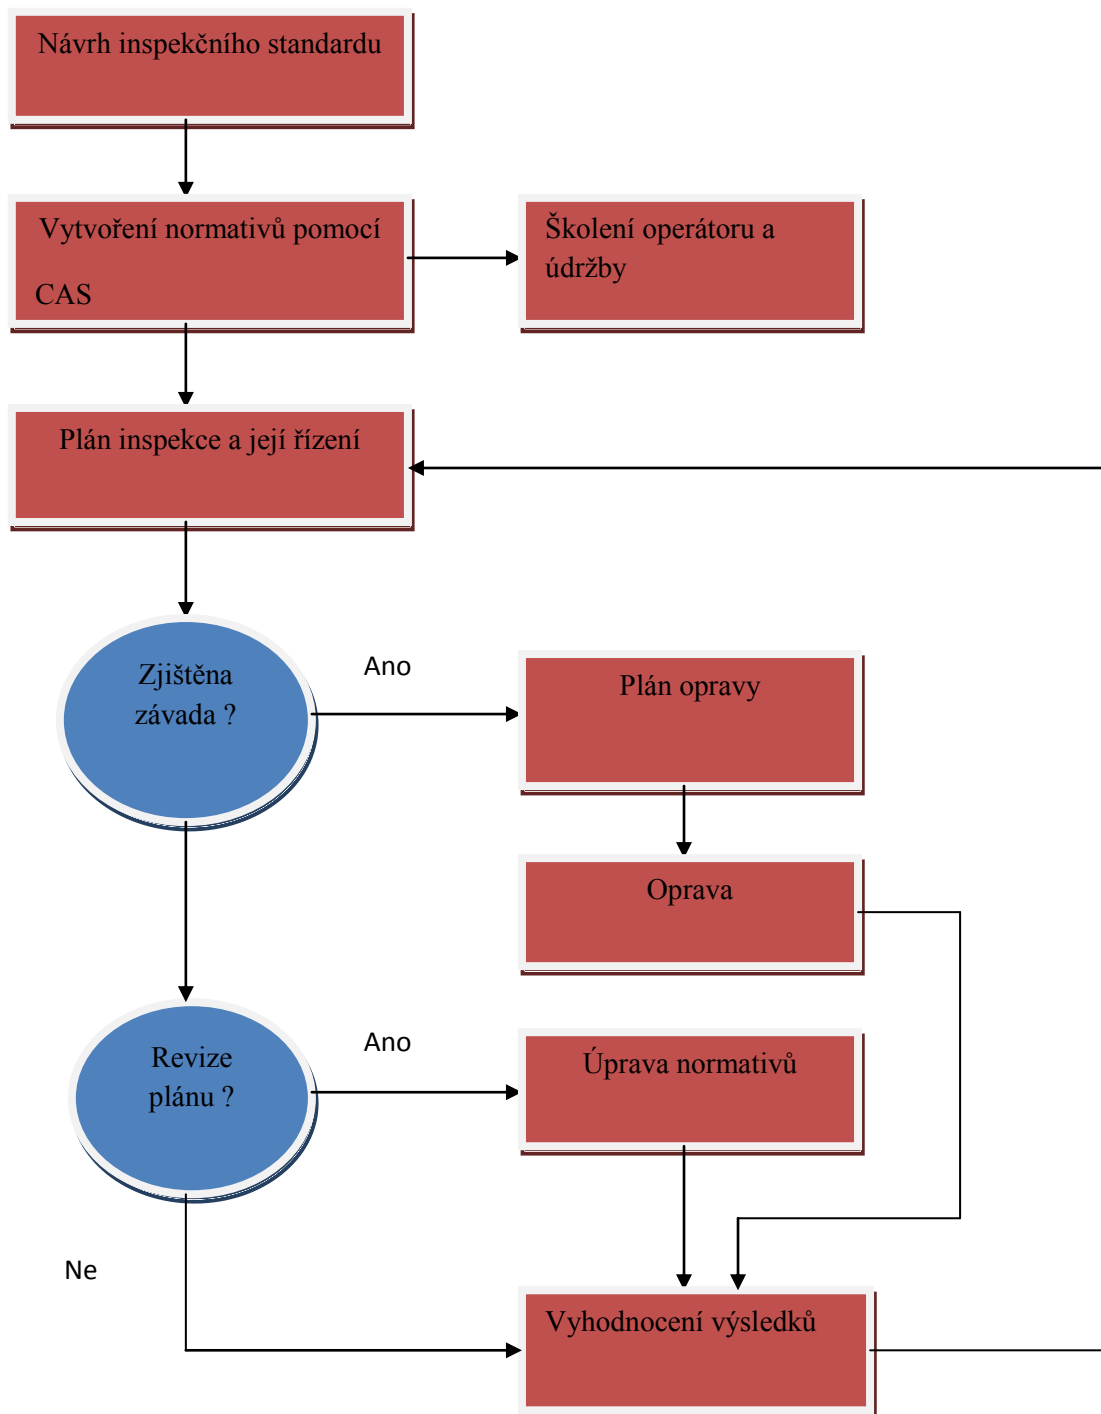 Návrh inspekčního standardu
Vytvoření normativů pomocí
CAS
Školení operátoru a
údržby
Plán inspekce a její řízení
Zjištěna
závada ?
Ano
Plán opravy
Oprava
Revize
plánu ?
Ano
Úprava normativů
Ne
Vyhodnocení výsledků